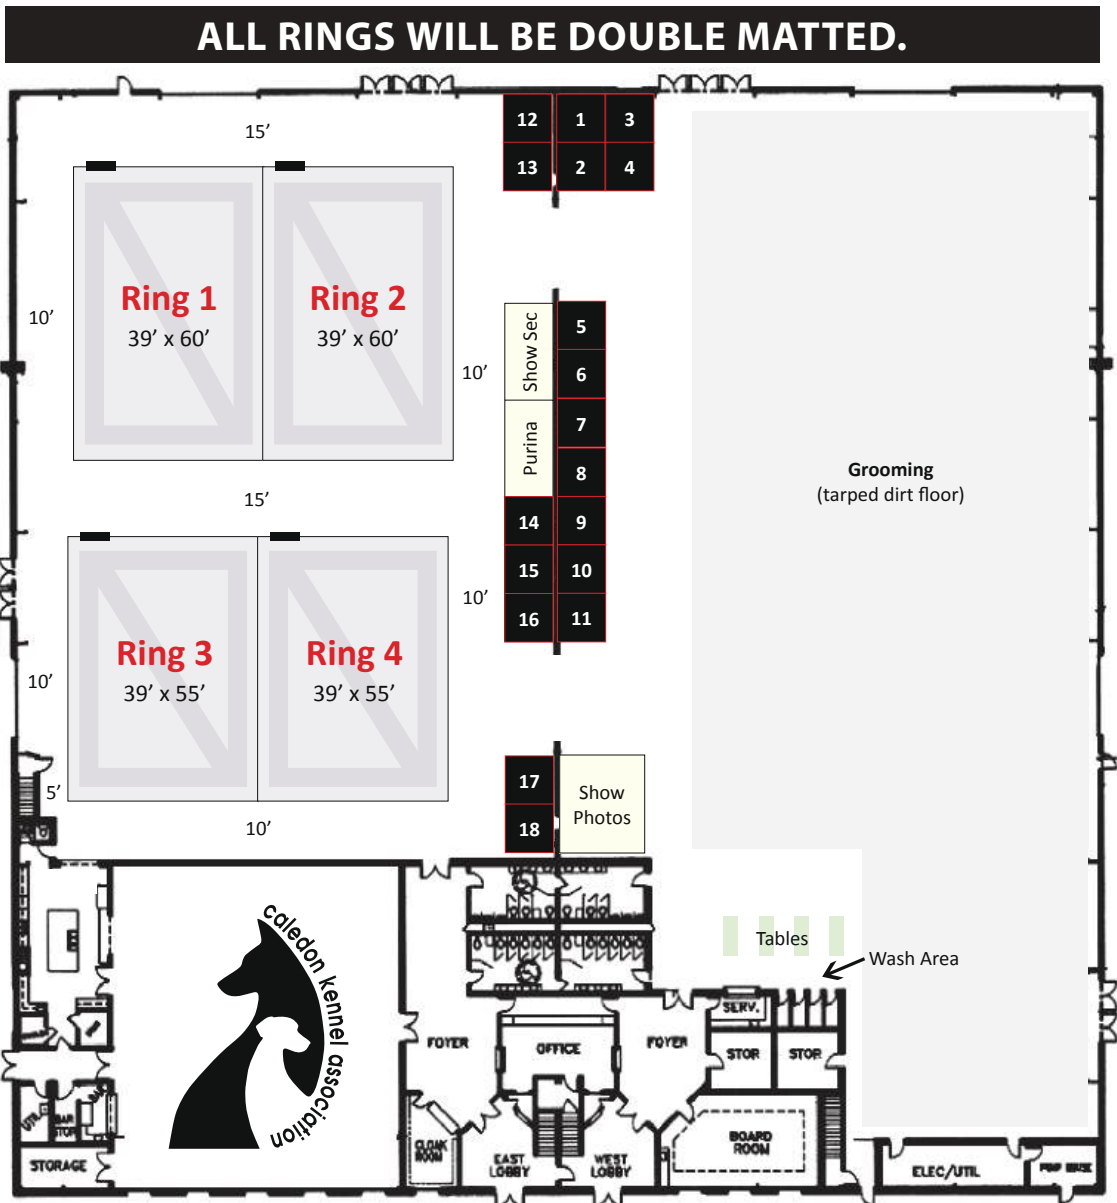 ALL RINGS WILL BE DOUBLE MATTED.
12
1
3
13
2
4
15’
Ring 1
39’ x 60’
Ring 2
39’ x 60’
10’
10’
Show Sec
Purina
5
6
7
8
14
9
15
10
16
11
Grooming
(tarped dirt floor)
15’
Ring 3
39’ x 55’
Ring 4
39’ x 55’
10’
10’
5’
10’
17
18
Show
Photos
Tables
Wash Area
caledon kennel association
FOYER
OFFICE
FOYER
SERV.
STOR
STOR
UTIL
BAR
STOR
STORAGE
CLOAK
ROOM
EAST
LOBBY
WEST
LOBBY
BOARD
ROOM
ELEC/UTIL